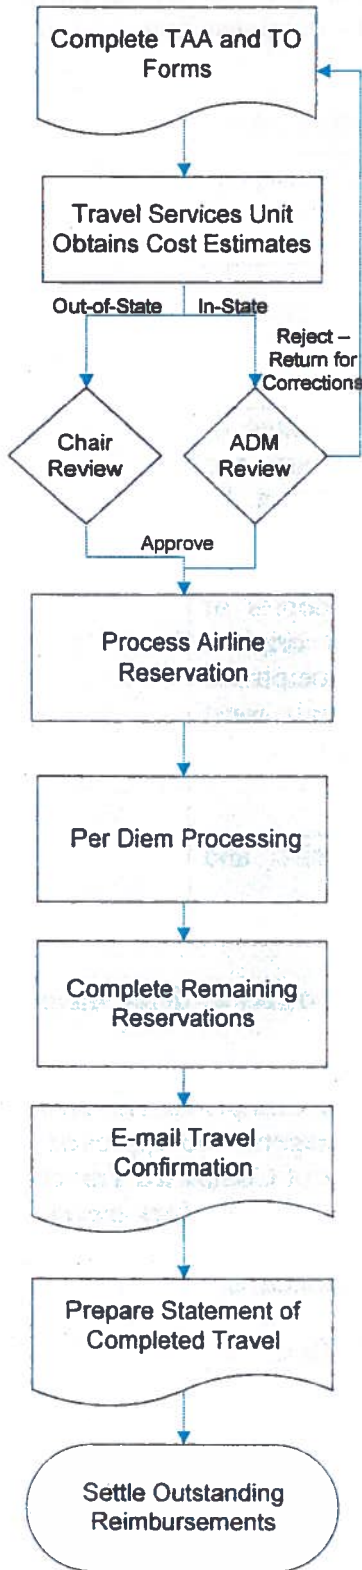 Complete TAA and TO
Forms
Travel Services Unit
Obtains Cost Estimates
Out-of-State
In-State
Reject –
Return for
Corrections
Chair
Review
ADM
Review
Approve
Process Airline
Reservation
Per Diem Processing
Complete Remaining
Reservations
E-mail Travel
Confirmation
Prepare Statement of
Completed Travel
Settle Outstanding
Reimbursements